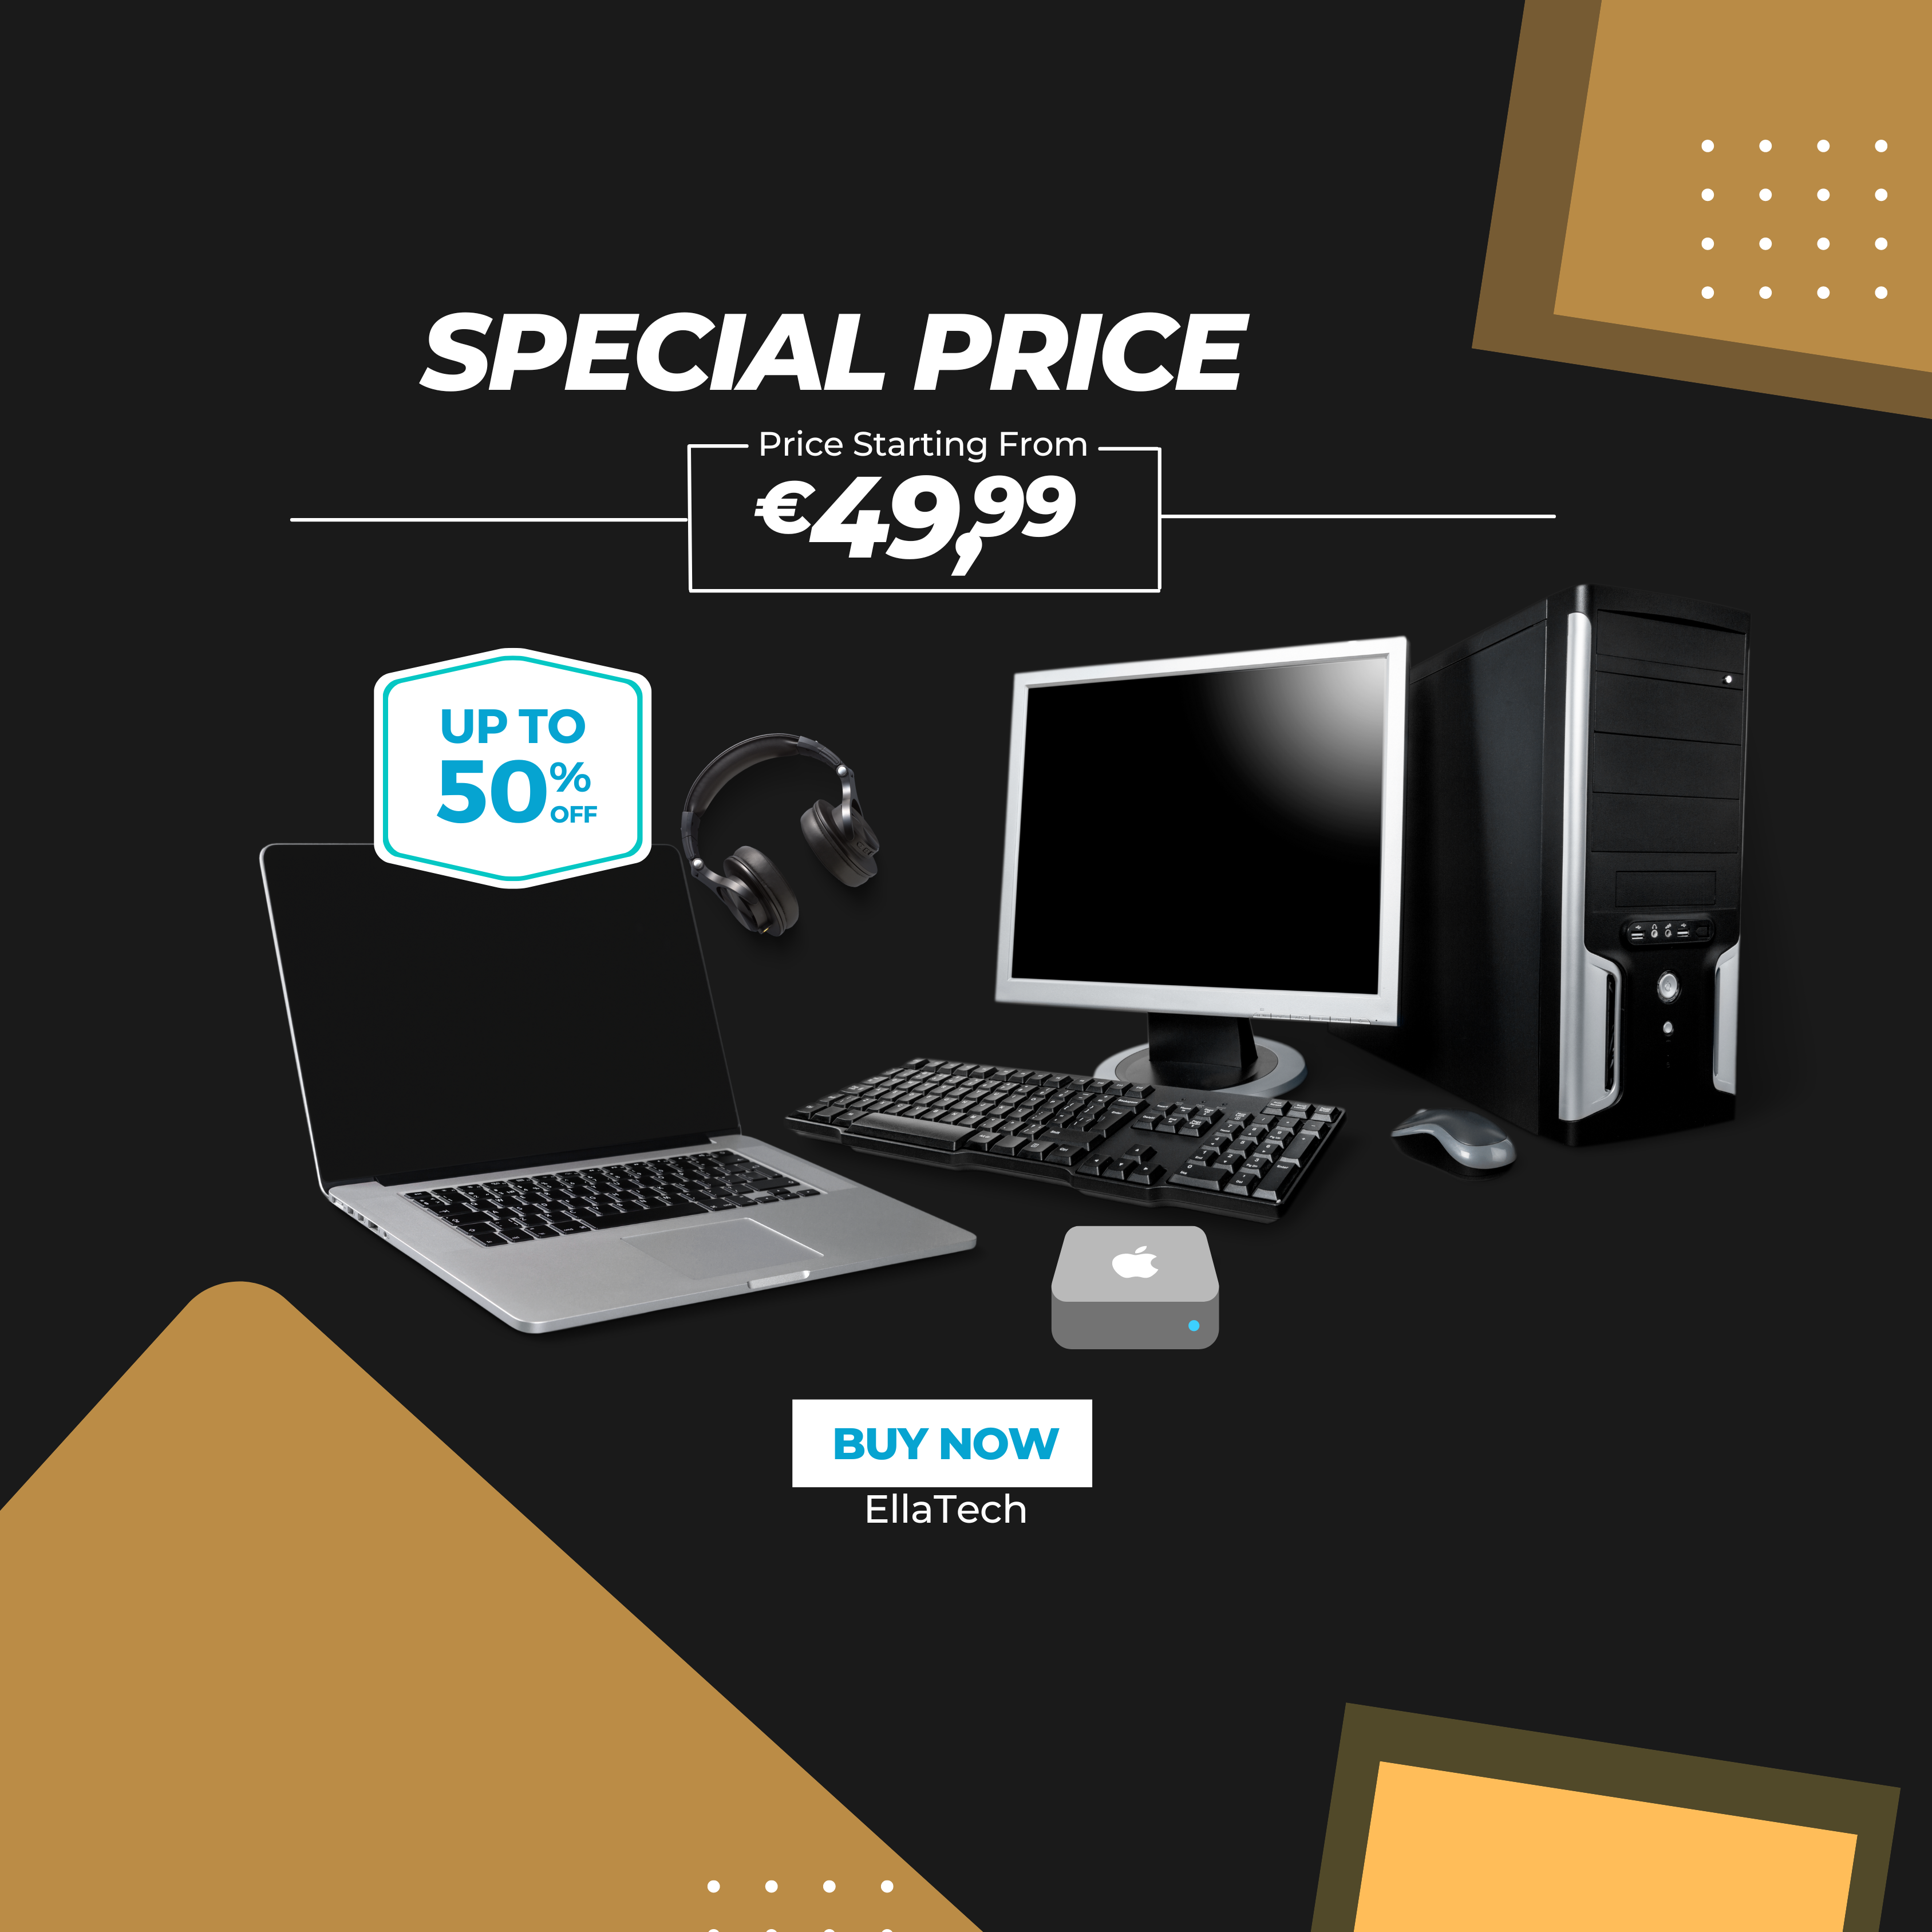 SPECIAL PRICE
Price Starting From
€49,99
UP TO
50%
OFF
BUY NOW
EllaTech